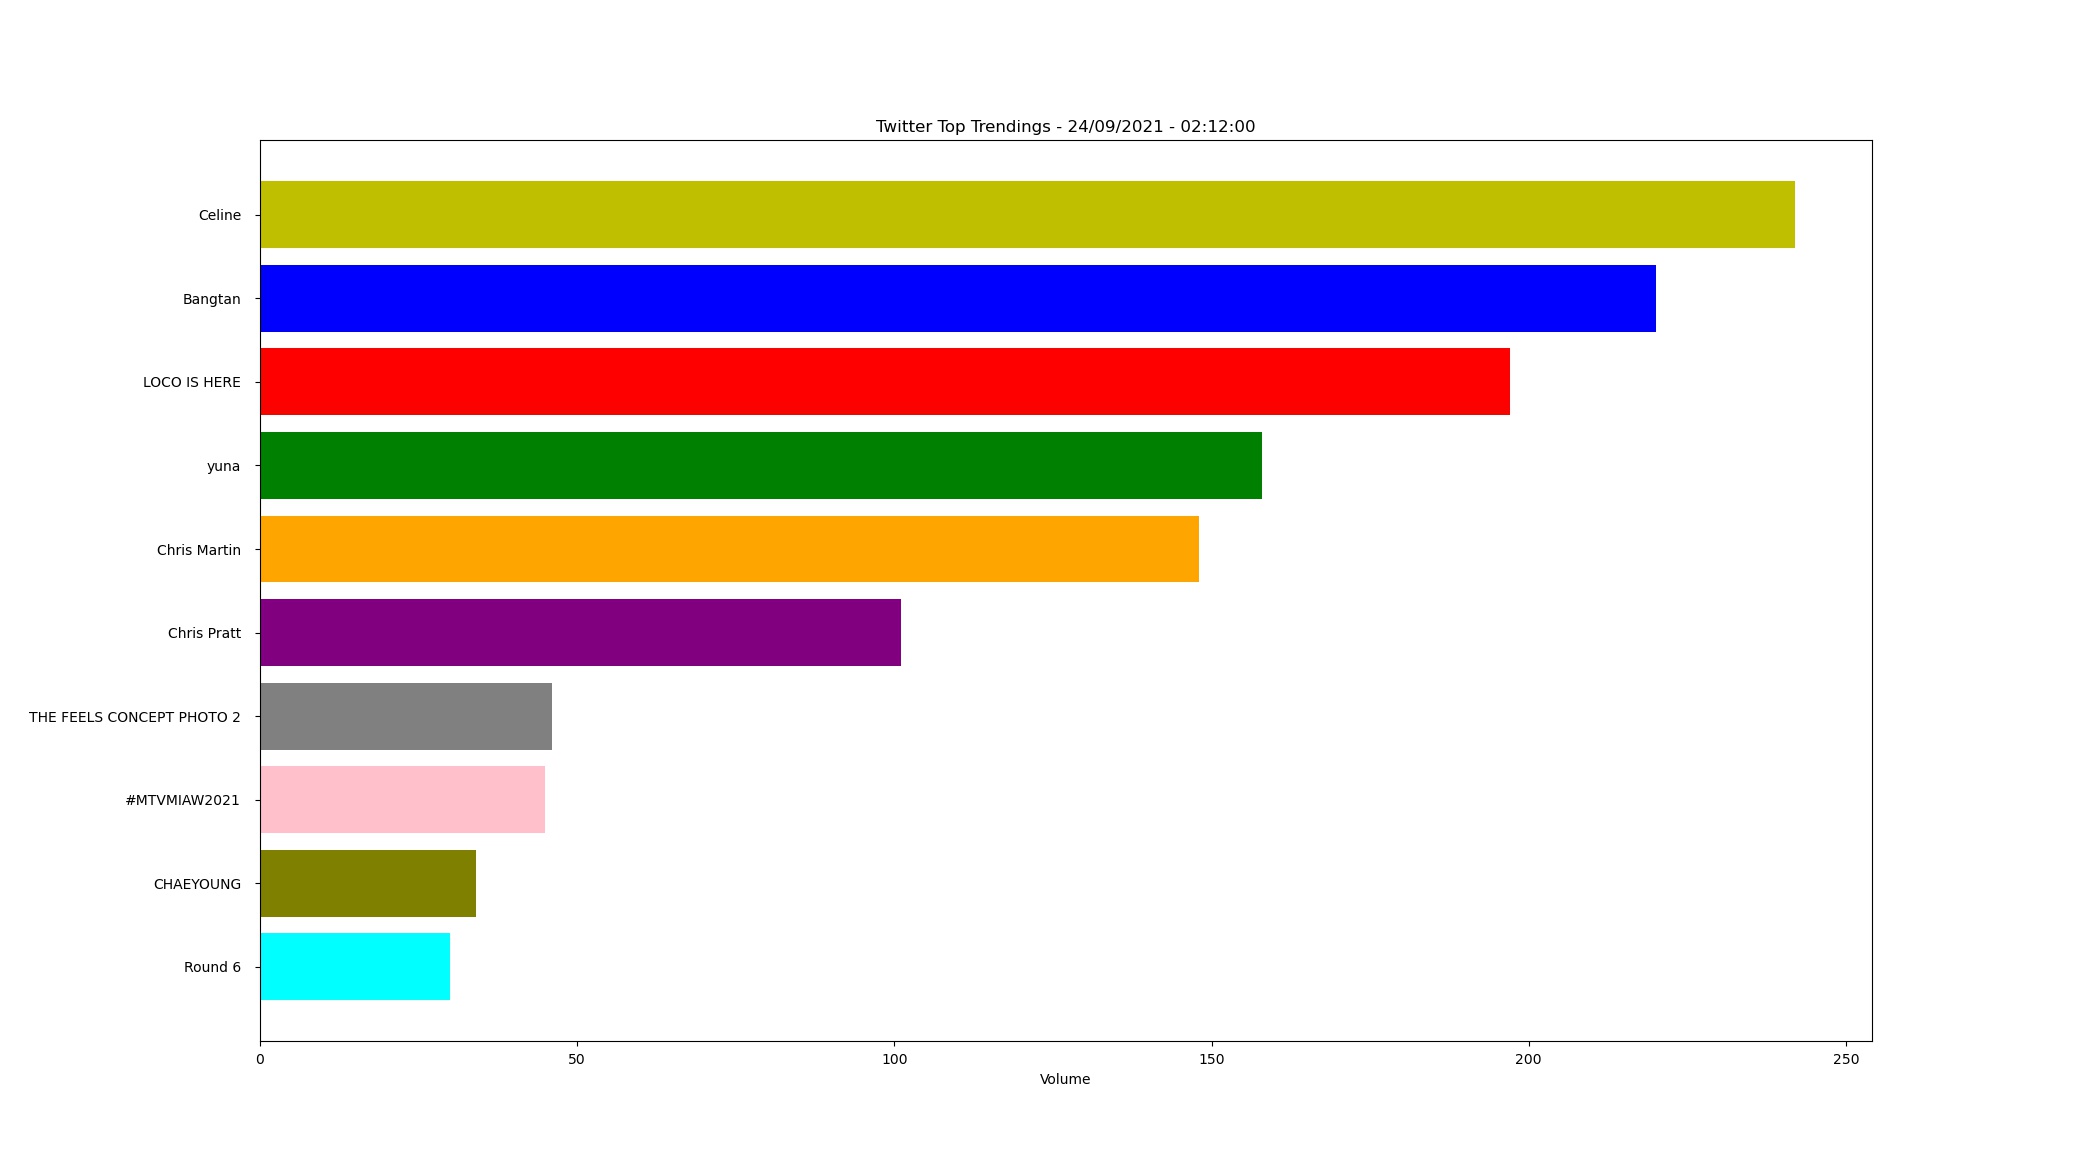 Twitter Top Trendings - 24/09/2021 - 02:12:00
Celine
Bangtan
LOCO IS HERE
yuna
Chris Martin
Chris Pratt
THE FEELS CONCEPT PHOTO 2
#MTVMIAW2021
CHAEYOUNG
Round 6
0 50 100 150 200 250
Volume